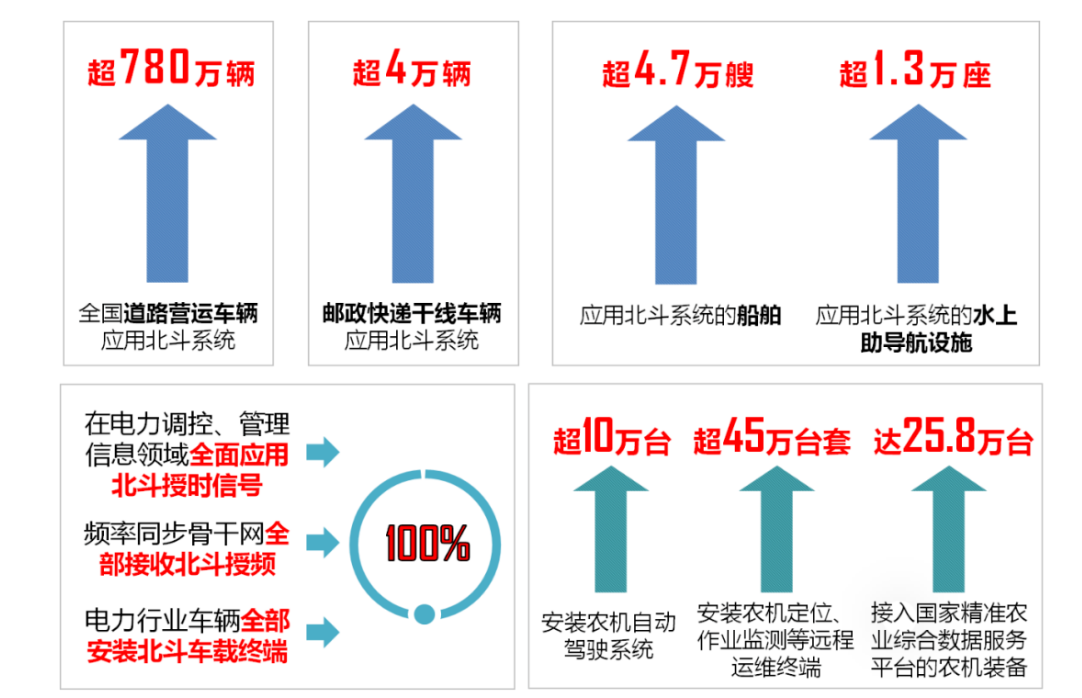 超780万辆
全国道路营运车辆
应用北斗系统
超4万辆
邮政快递干线车辆
应用北斗系统
超4.7万艘
应用北斗系统的船舶
超1.3万座
应用北斗系统的水上
助导航设施
在电力调控、管理
信息领域全面应用
北斗授时信号
频率同步骨干网全
部接收北斗授频
电力行业车辆全部
安装北斗车载终端
100%
超10万台
安装农机自动
驾驶系统
超45万台套
安装农机定位、
作业监测等远程
运维终端
达25.8万台
接入国家精准农
业综合数据服务
平台的农机装备